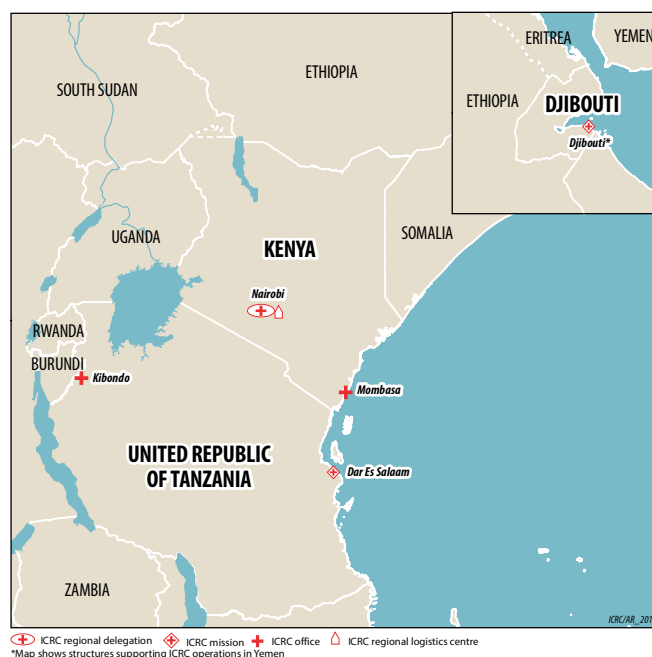 ERITREA
YEMEN
ETHIOPIA
SOUTH SUDAN
ETHIOPIA
DJIBOUTI
Djibouti*
UGANDA
KENYA
SOMALIA
Nairobi
RWANDA
BURUNDI
Kibondo
Mombasa
UNITED REPUBLIC
OF TANZANIA
Dar Es Salaam
ZAMBIA
ICRC/AR_201
ICRC regional delegation ICRC mission ICRC office ICRC regional logistics centre
*Map shows structures supporting ICRC operations in Yemen